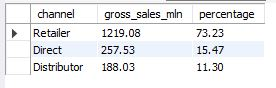 channel gross_sales_mln percentage
Retailer 1219.08 73.23
Direct 257.53 15.47
Distributor 188.03 11.30